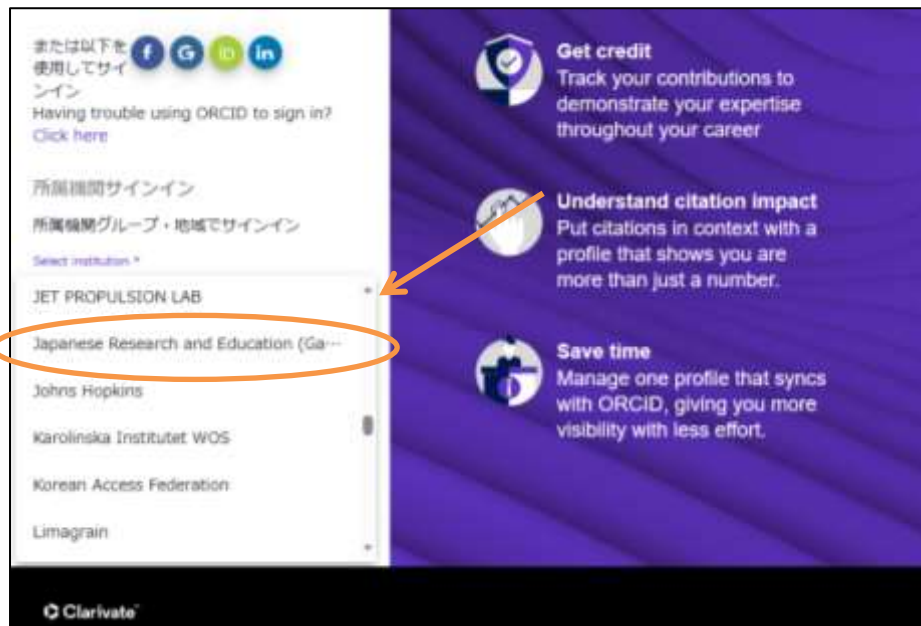 または以下を
使用してサイ
ンイン
Having trouble using ORCID to sign in?
Click here
所属機関サインイン
所属機関グループ・地域でサインイン
Select institution *
JET PROPULSION LAB
Japanese Research and Education (Ga…
Johns Hopkins
Karolinska Institutet WOS
Korean Access Federation
Limagrain
Get credit
Track your contributions to
demonstrate your expertise
throughout your career
Understand citation impact
Put citations in context with a
profile that shows you are
more than just a number.
Save time
Manage one profile that syncs
with ORCID, giving you more
visibility with less effort.
Clarivate™